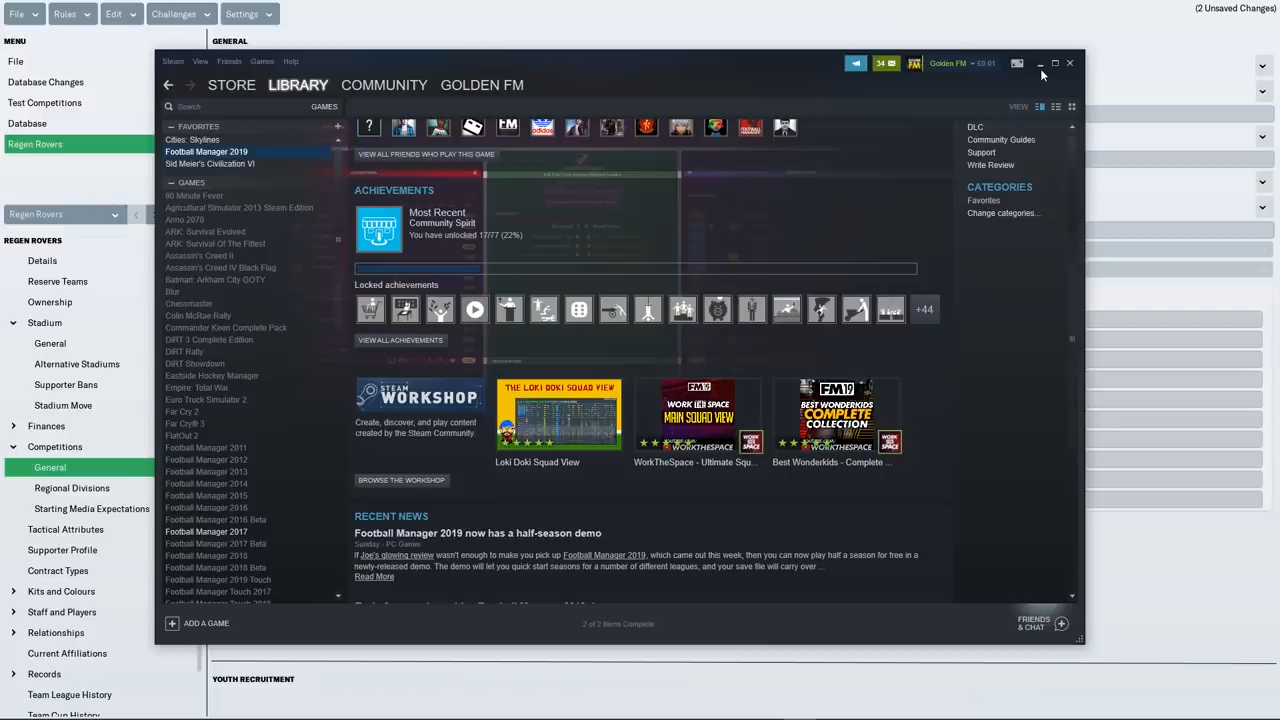 File
Rules
Edit
Challenges
Settings
(2 Unsaved Changes)
MENU
GENERAL
File
Database Changes
Test Competitions
Database
Regen Rovers
Regen Rovers
REGEN ROVERS
Details
Reserve Teams
Ownership
Stadium
General
Alternative Stadiums
Supporter Bans
Stadium Move
Finances
Competitions
General
Regional Divisions
Starting Media Expectations
Tactical Attributes
Supporter Profile
Contract Types
Kits and Colours
Staff and Players
Relationships
Current Affiliations
Records
Team League History
Team Cup History
Steam View Friends Games Help
34
Golden FM £0.01
STORE LIBRARY COMMUNITY GOLDEN FM
Search
GAMES
VIEW
FAVORITES
Cities: Skylines
Football Manager 2019
Sid Meier's Civilization VI
GAMES
90 Minute Fever
Agricultural Simulator 2013 Steam Edition
Anno 2070
ARK: Survival Evolved
ARK: Survival Of The Fittest
Assassin's Creed II
Assassin's Creed IV Black Flag
Batman: Arkham City GOTY
Blur
Chessmaster
Colin McRae Rally
Commander Keen Complete Pack
DiRT 3 Complete Edition
DiRT Rally
DiRT Showdown
Eastside Hockey Manager
Empire: Total War
Euro Truck Simulator 2
Far Cry 2
Far Cry® 3
FlatOut 2
Football Manager 2011
Football Manager 2012
Football Manager 2013
Football Manager 2014
Football Manager 2015
Football Manager 2016
Football Manager 2016 Beta
Football Manager 2017
Football Manager 2017 Beta
Football Manager 2018
Football Manager 2018 Beta
Football Manager 2019 Touch
Football Manager Touch 2017
Football Manager Touch 2018
VIEW ALL FRIENDS WHO PLAY THIS GAME
ACHIEVEMENTS
Most Recent
Community Spirit
You have unlocked 17/77 (22%)
Locked achievements
+44
VIEW ALL ACHIEVEMENTS
STEAM WORKSHOP
Create, discover, and play content
created by the Steam Community.
THE LOKI DOKI SQUAD VIEW
Loki Doki Squad View
FM19
WORK THE SPACE
MAIN SQUAD VIEW
WORK THE SPACE
WorkTheSpace - Ultimate Squ...
FM19
BEST WONDERKIDS
COMPLETE
COLLECTION
WORK THE SPACE
Best Wonderkids - Complete ...
BROWSE THE WORKSHOP
RECENT NEWS
Football Manager 2019 now has a half-season demo
Sunday - PC Gamer
If Joe's glowing review wasn't enough to make you pick up Football Manager 2019, which came out this week, then you can now play half a season for free in a
newly-released demo. The demo will let you quick start seasons for a number of different leagues, and your save file will carry over ...
Read More
DLC
Community Guides
Support
Write Review
CATEGORIES
Favorites
Change categories...
ADD A GAME
2 of 2 Items Complete
FRIENDS
& CHAT
YOUTH RECRUITMENT